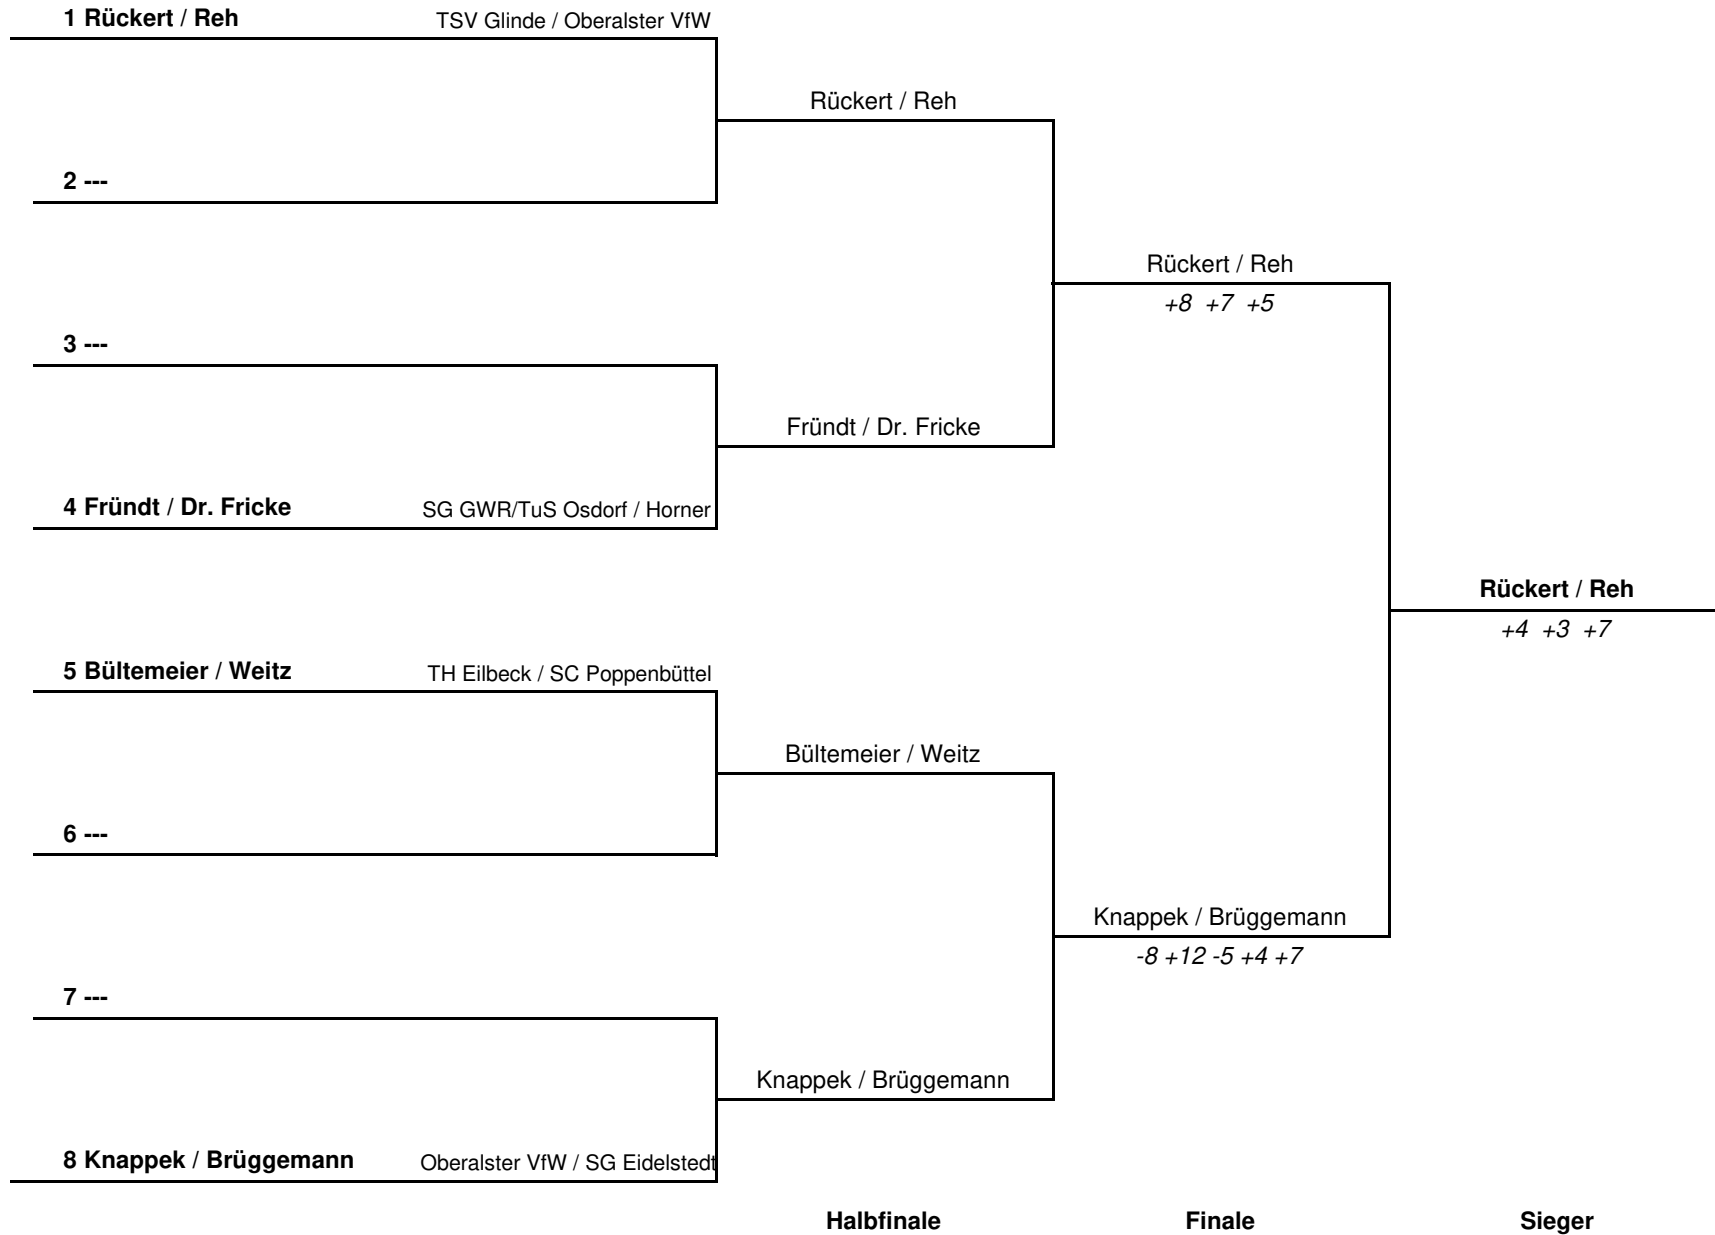 1 Rückert / Reh TSV Glinde / Oberalster VfW
Rückert / Reh
2 ---
Rückert / Reh
+8 +7 +5
3 ---
Fründt / Dr. Fricke
4 Fründt / Dr. Fricke SG GWR/TuS Osdorf / Horner
Rückert / Reh
+4 +3 +7
5 Bültemeier / Weitz TH Eilbeck / SC Poppenbüttel
Bültemeier / Weitz
6 ---
Knappek / Brüggemann
-8 +12 -5 +4 +7
7 ---
Knappek / Brüggemann
8 Knappek / Brüggemann Oberalster VfW / SG Eidelstedt
Halbfinale Finale Sieger